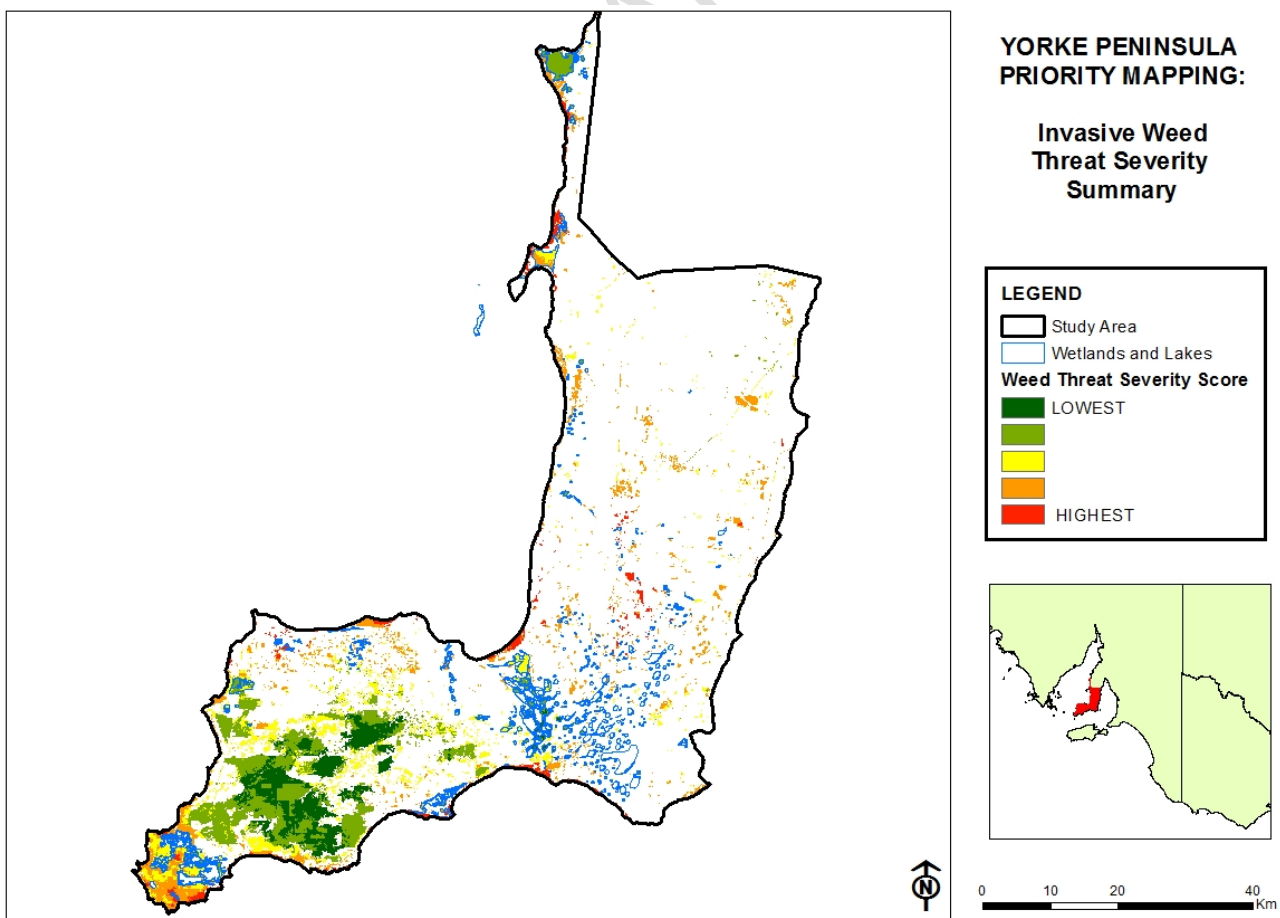 YORKE PENINSULA
PRIORITY MAPPING:
Invasive Weed
Threat Severity
Summary
LEGEND
Study Area
Wetlands and Lakes
Weed Threat Severity Score
LOWEST
HIGHEST
N
0 10 20 40
Km